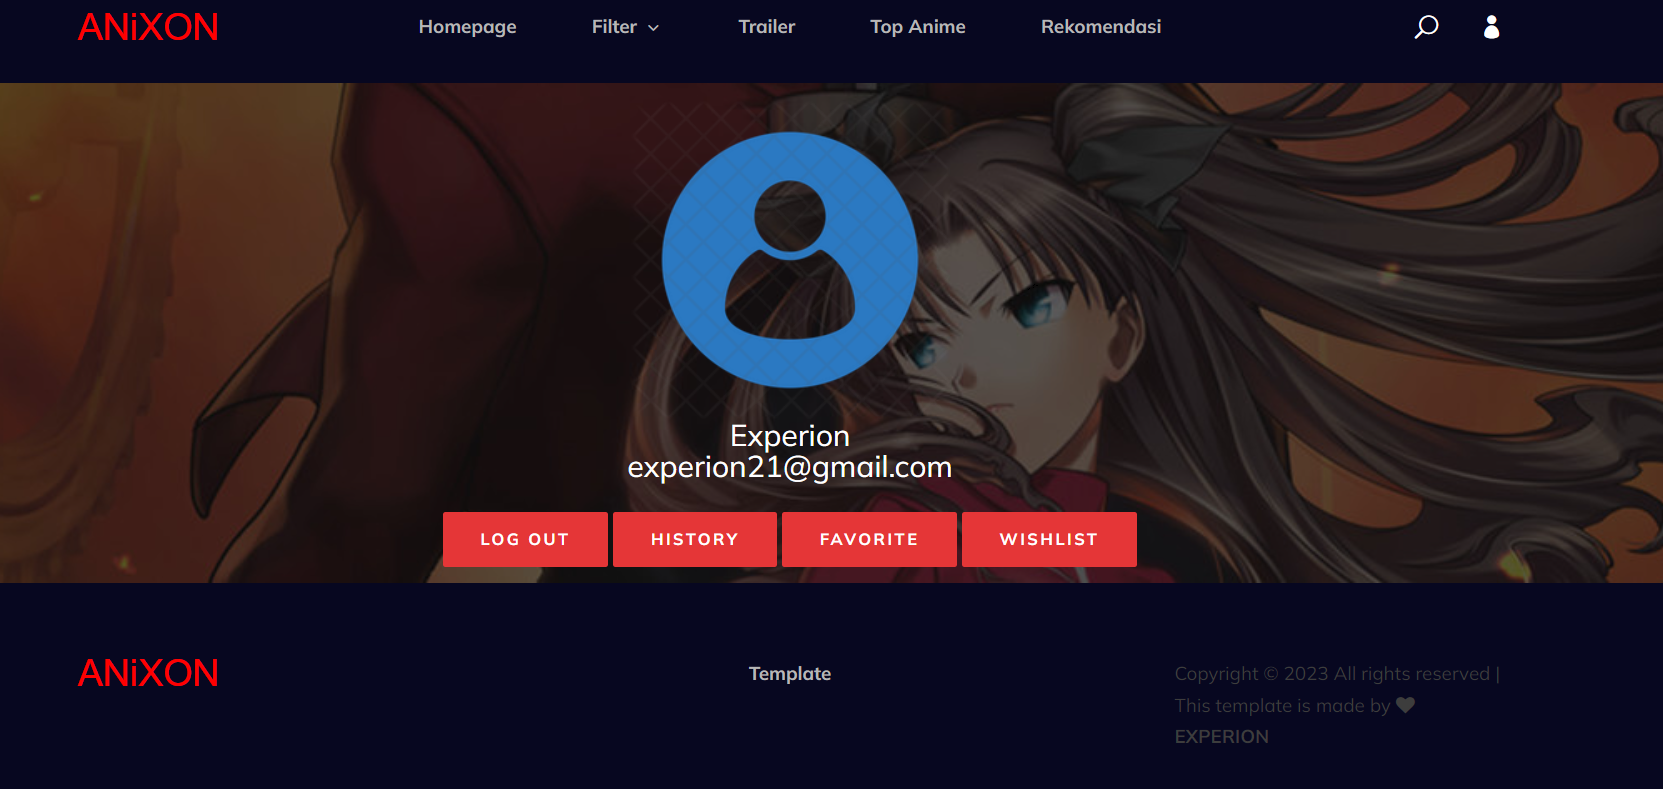 ANiXON
Homepage
Filter
Trailer
Top Anime
Rekomendasi
Experion
experion21@gmail.com
LOG OUT
HISTORY
FAVORITE
WISHLIST
ANiXON
Template
Copyright © 2023 All rights reserved |
This template is made by ♥
EXPERION